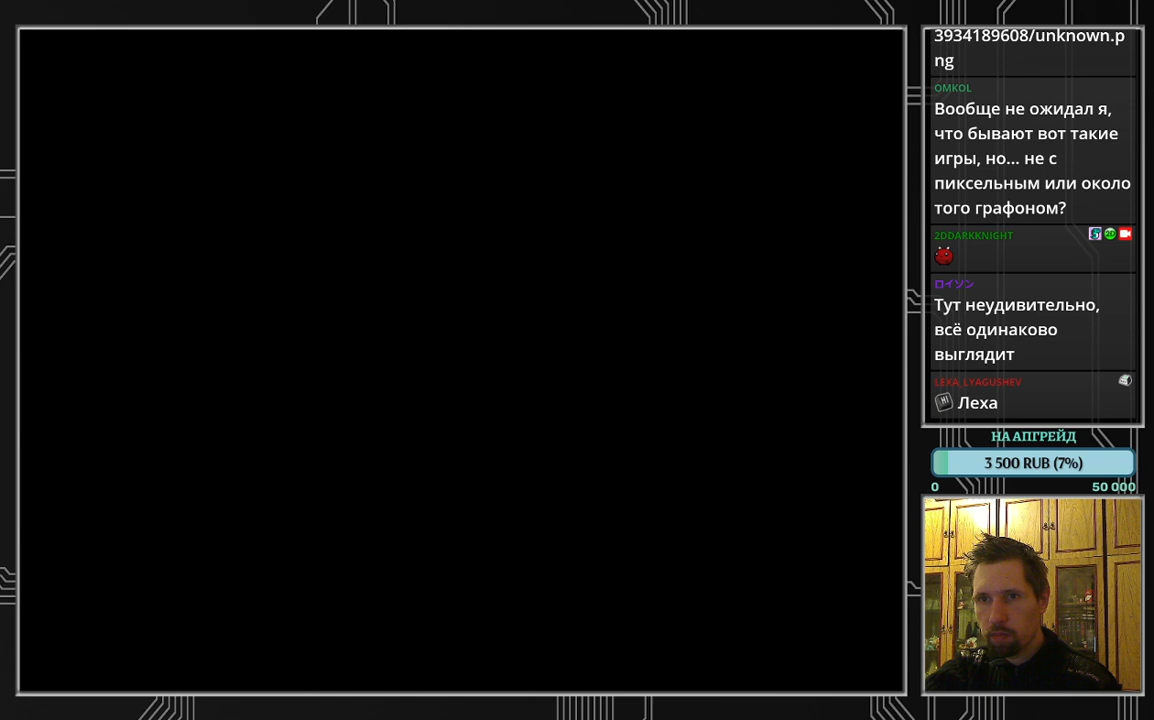 3934189608/unknown.p
ng
OMKOL
Вообще не ожидал я,
что бывают вот такие
игры, но... не с
пиксельным или около
того графоном?
2DDARKKNIGHT
ロイソン
Тут неудивительно,
всё одинаково
выглядит
LEXA_LYAGUSHEV
HI Леха
НА АПГРЕЙД
3 500 RUB (7%)
0 50 000